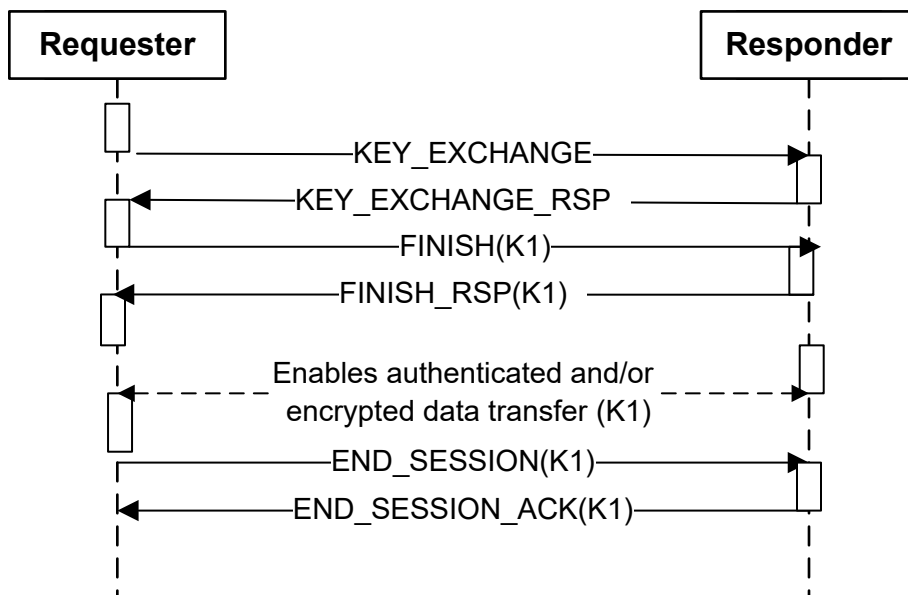 Requester
Responder
KEY_EXCHANGE
KEY_EXCHANGE_RSP
FINISH(K1)
FINISH_RSP(K1)
Enables authenticated and/or
encrypted data transfer (K1)
END_SESSION(K1)
END_SESSION_ACK(K1)